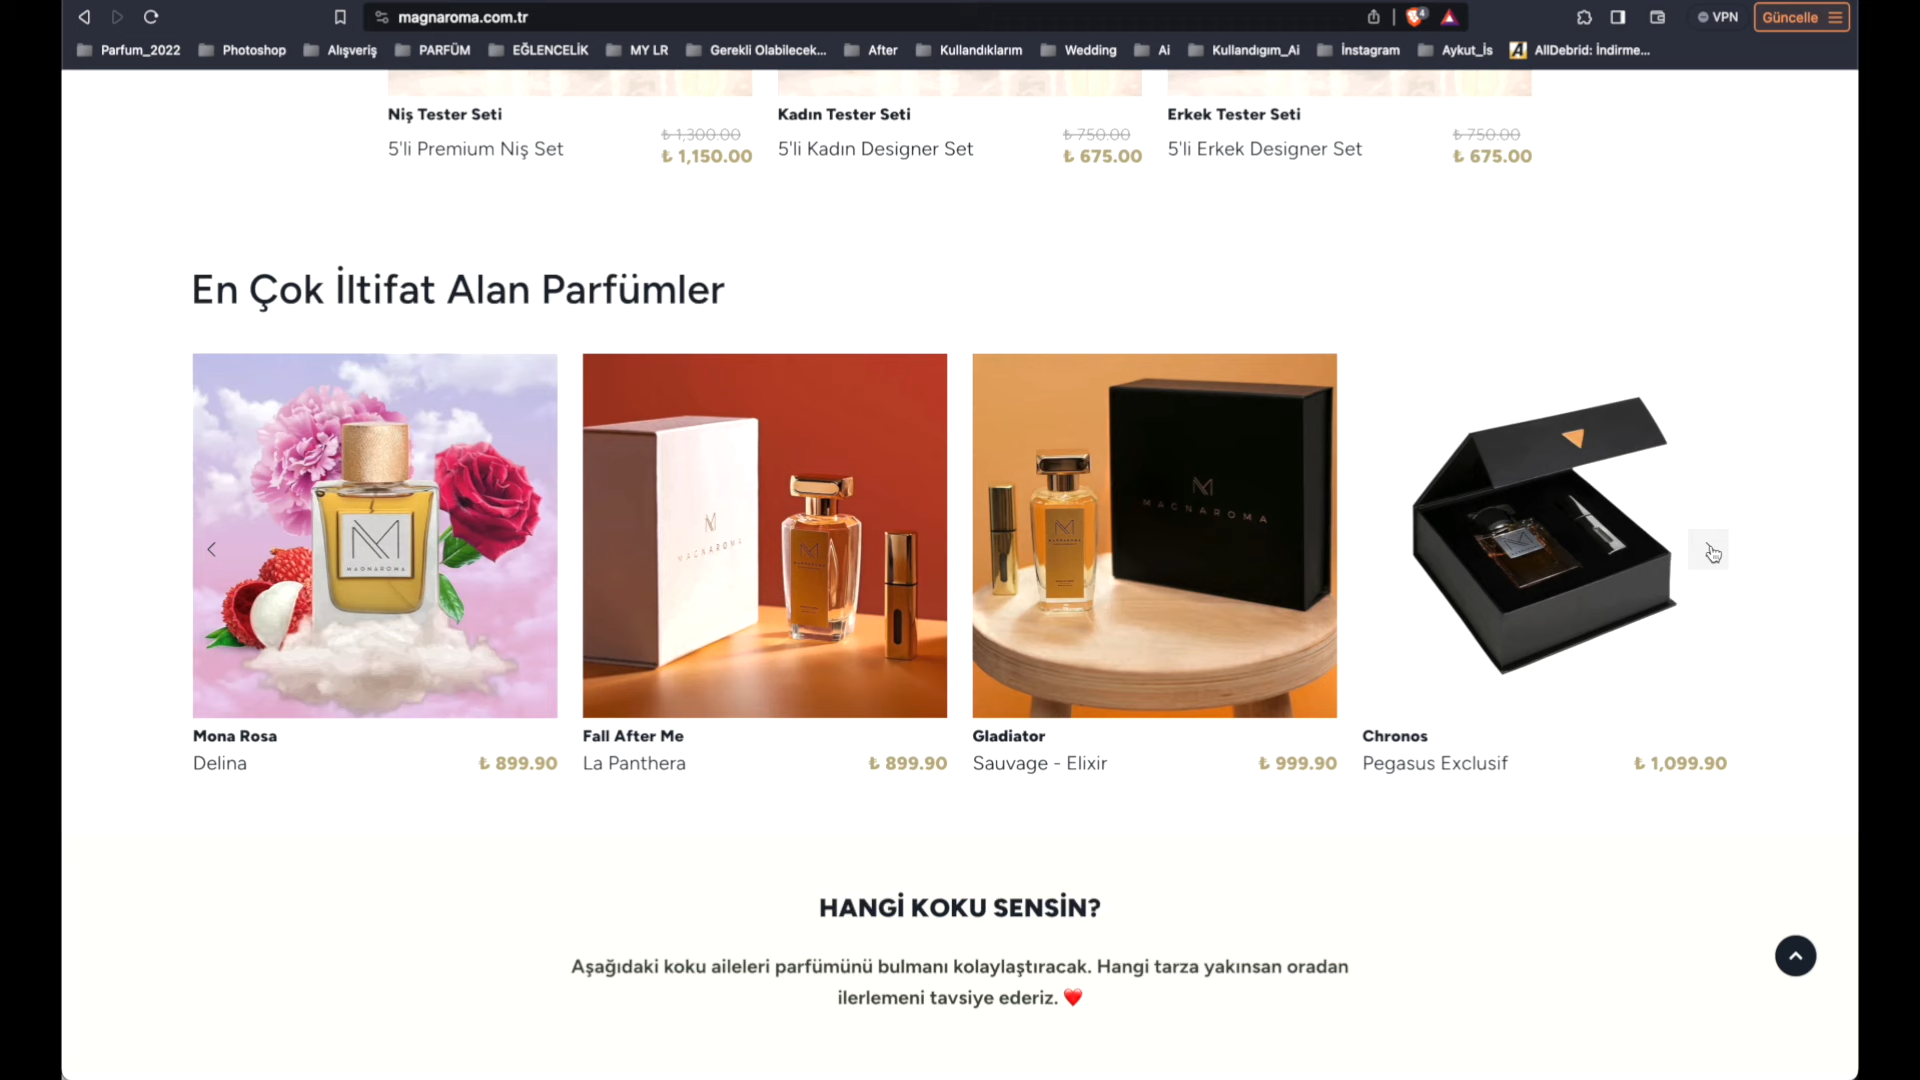 magnaroma.com.tr
4
VPN
Güncelle
Parfum_2022
Photoshop
Alışveriş
PARFÜM
EĞLENCELİK
MY LR
Gerekli Olabilecek...
After
Kullandıklarım
Wedding
Ai
Kullandıgım_Ai
İnstagram
Aykut_İs
AllDebrid: İndirme...
Niş Tester Seti
5'li Premium Niş Set
₺ 1,300.00
₺ 1,150.00
Kadın Tester Seti
5'li Kadın Designer Set
₺ 750.00
₺ 675.00
Erkek Tester Seti
5'li Erkek Designer Set
₺ 750.00
₺ 675.00
En Çok İltifat Alan Parfümler
MAGNAROMA
MAGNAROMA
MAGNAROMA
Mona Rosa
Delina
₺ 899.90
Fall After Me
La Panthera
₺ 899.90
Gladiator
Sauvage - Elixir
₺ 999.90
Chronos
Pegasus Exclusif
₺ 1,099.90
HANGİ KOKU SENSİN?
Aşağıdaki koku aileleri parfümünü bulmanı kolaylaştıracak. Hangi tarza yakınsan oradan
ilerlemeni tavsiye ederiz. ❤️